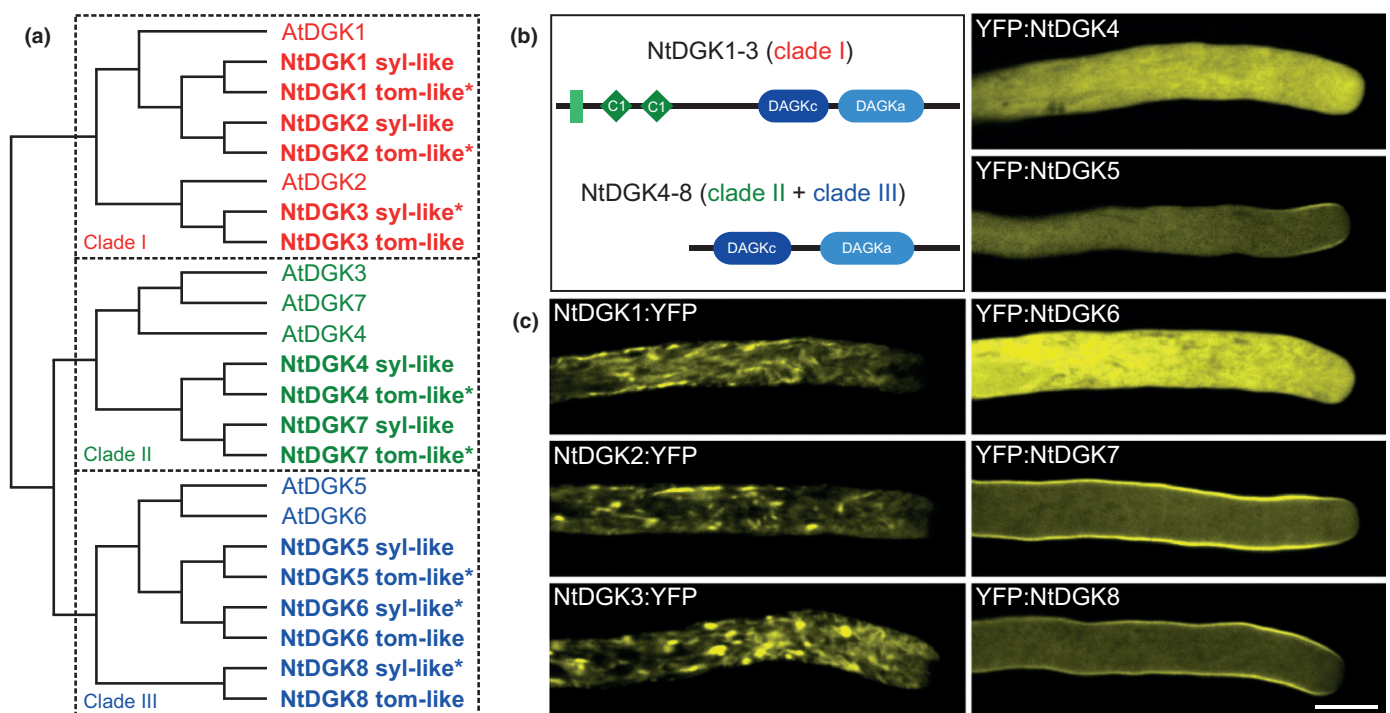 (a)
AtDGK1
NtDGK1 syl-like
NtDGK1 tom-like*
NtDGK2 syl-like
NtDGK2 tom-like*
AtDGK2
NtDGK3 syl-like*
NtDGK3 tom-like
Clade I
AtDGK3
AtDGK7
AtDGK4
NtDGK4 syl-like
NtDGK4 tom-like*
NtDGK7 syl-like
NtDGK7 tom-like*
Clade II
AtDGK5
AtDGK6
NtDGK5 syl-like
NtDGK5 tom-like*
NtDGK6 syl-like*
NtDGK6 tom-like
NtDGK8 syl-like*
NtDGK8 tom-like
Clade III
(b)
NtDGK1-3 (clade I)
C1 C1 DAGKc DAGKa
NtDGK4-8 (clade II + clade III)
DAGKc DAGKa
(c)
NtDGK1:YFP
NtDGK2:YFP
NtDGK3:YFP
YFP:NtDGK4
YFP:NtDGK5
YFP:NtDGK6
YFP:NtDGK7
YFP:NtDGK8